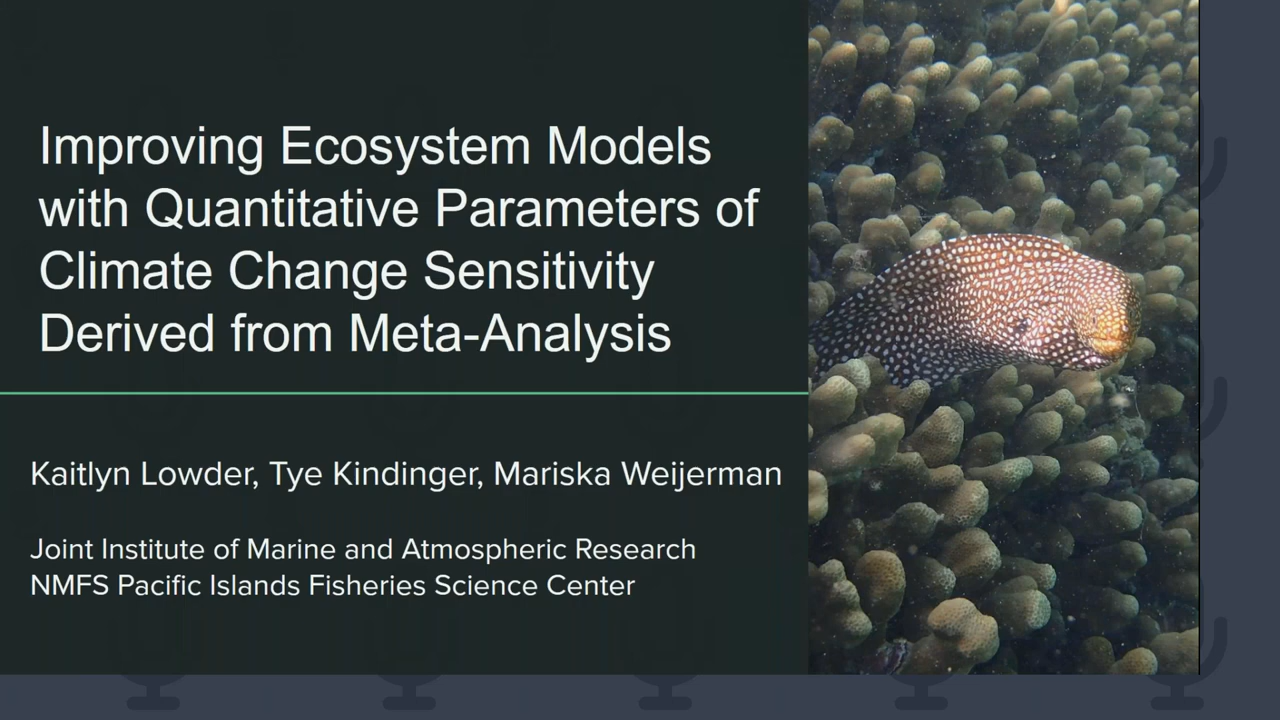 Improving Ecosystem Models
with Quantitative Parameters of
Climate Change Sensitivity
Derived from Meta-Analysis
Kaitlyn Lowder, Tye Kindinger, Mariska Weijerman
Joint Institute of Marine and Atmospheric Research
NMFS Pacific Islands Fisheries Science Center